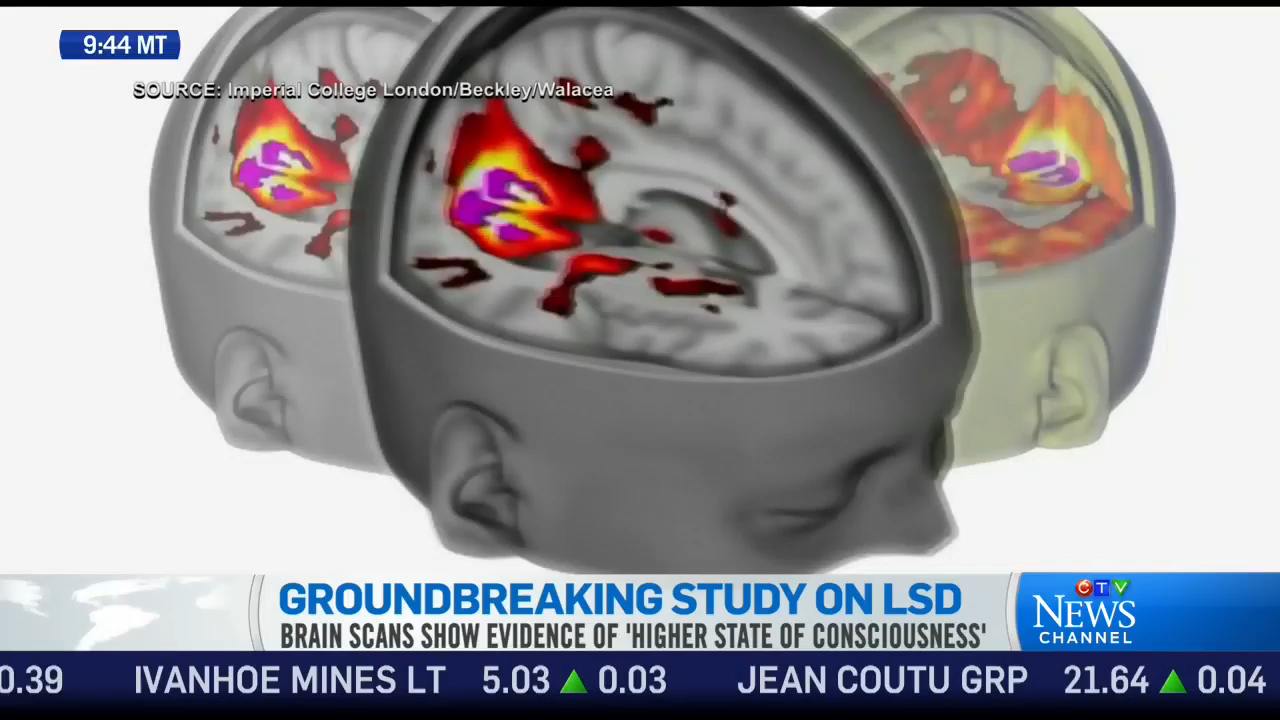 9:44 MT
SOURCE: Imperial College London/Beckley/Walacea
GROUNDBREAKING STUDY ON LSD
BRAIN SCANS SHOW EVIDENCE OF 'HIGHER STATE OF CONSCIOUSNESS'
CTV
NEWS
CHANNEL
0.39 IVANHOE MINES LT 5.03 ▲ 0.03 JEAN COUTU GRP 21.64 ▲ 0.04